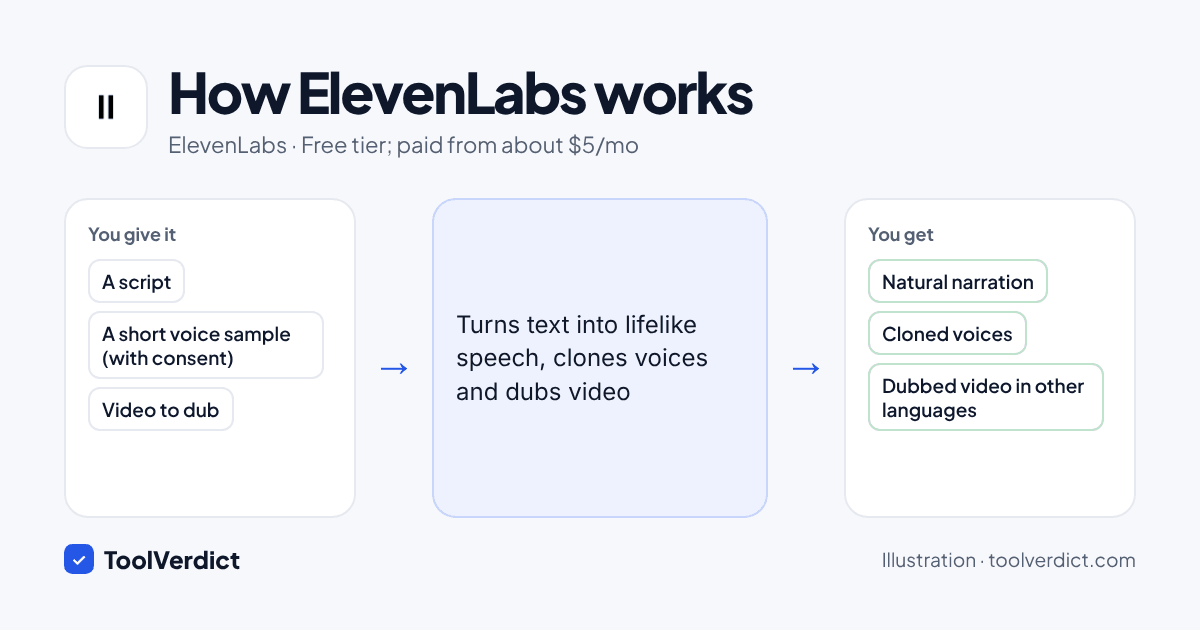 How ElevenLabs works
ElevenLabs · Free tier; paid from about $5/mo
You give it
A script
A short voice sample
(with consent)
Video to dub
→
Turns text into lifelike
speech, clones voices
and dubs video
→
You get
Natural narration
Cloned voices
Dubbed video in other
languages
ToolVerdict
Illustration · toolverdict.com